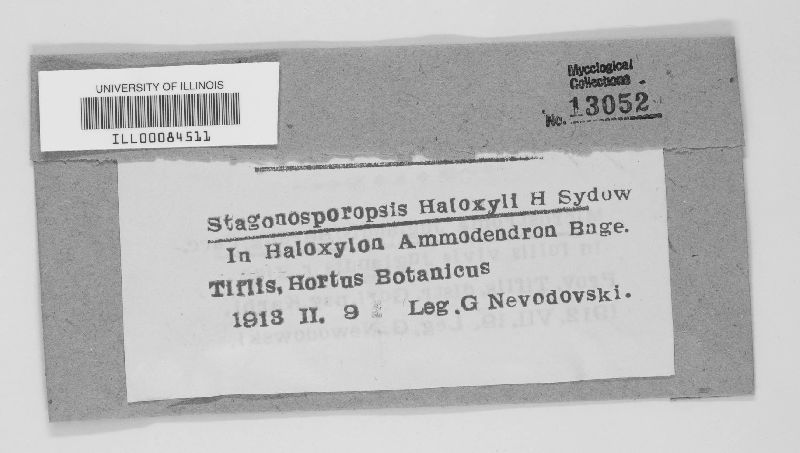 UNIVERSITY OF ILLINOIS
ILL00084511
Mycological
Collections
No. 13052
Stagonosporopsis Haloxyli H Sydow
In Haloxylon Ammodendron Bnge.
Tiflis, Hortus Botanicus
1913 II. 9 Leg. G Nevodovski.